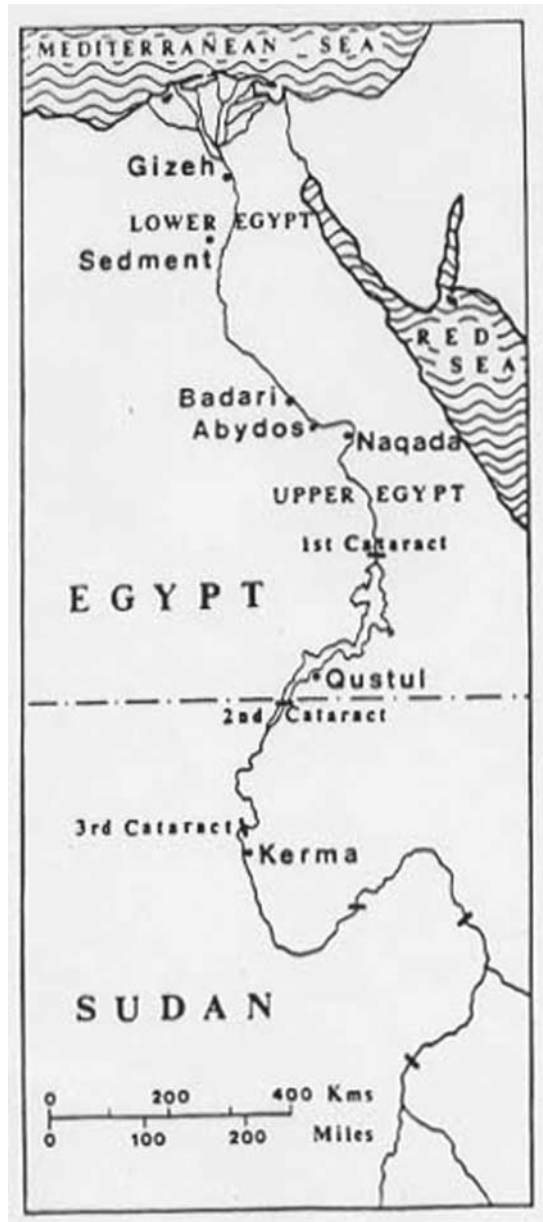 MEDITERRANEAN SEA
Gizeh
LOWER EGYPT
Sedment
RED
SEA
Badari
Abydos
Naqada
UPPER EGYPT
1st Cataract
EGYPT
Qustul
2nd Cataract
3rd Cataract
Kerma
SUDAN
0 200 400 Kms
0 100 200 Miles